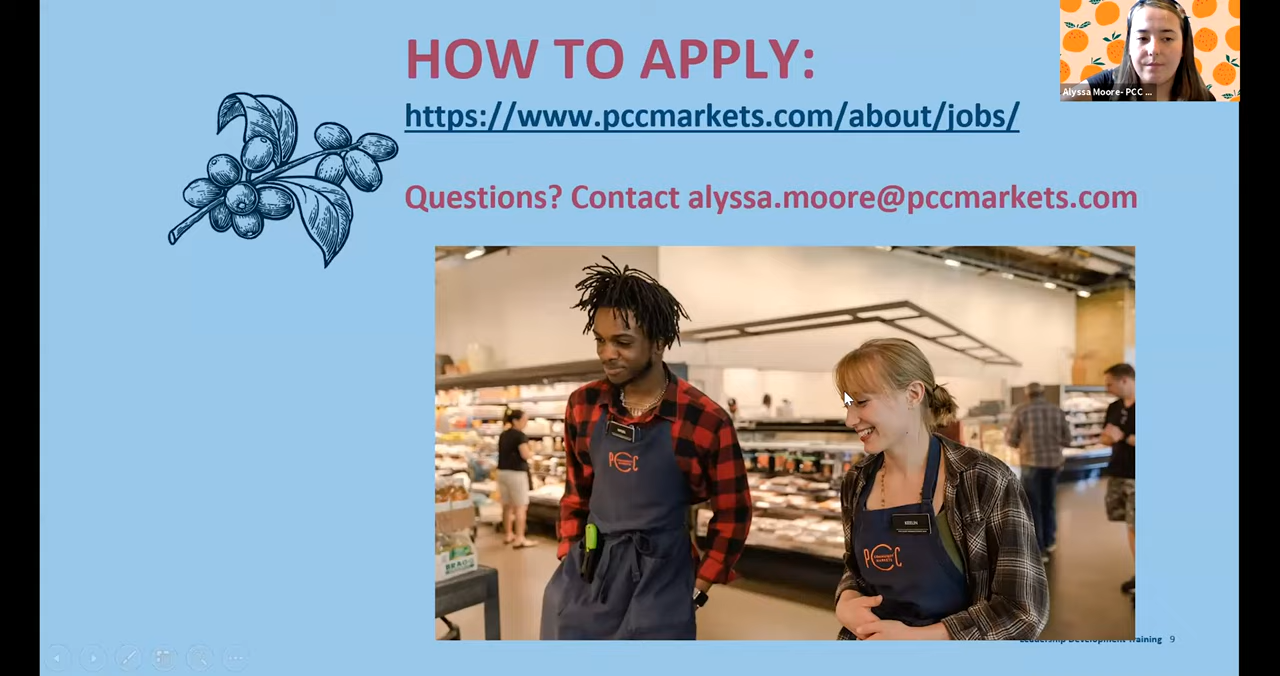 HOW TO APPLY:
https://www.pccmarkets.com/about/jobs/
Alyssa Moore- PCC ...
Questions? Contact alyssa.moore@pccmarkets.com
PCC
PCC
BRAGG
Leadership Development Training 9